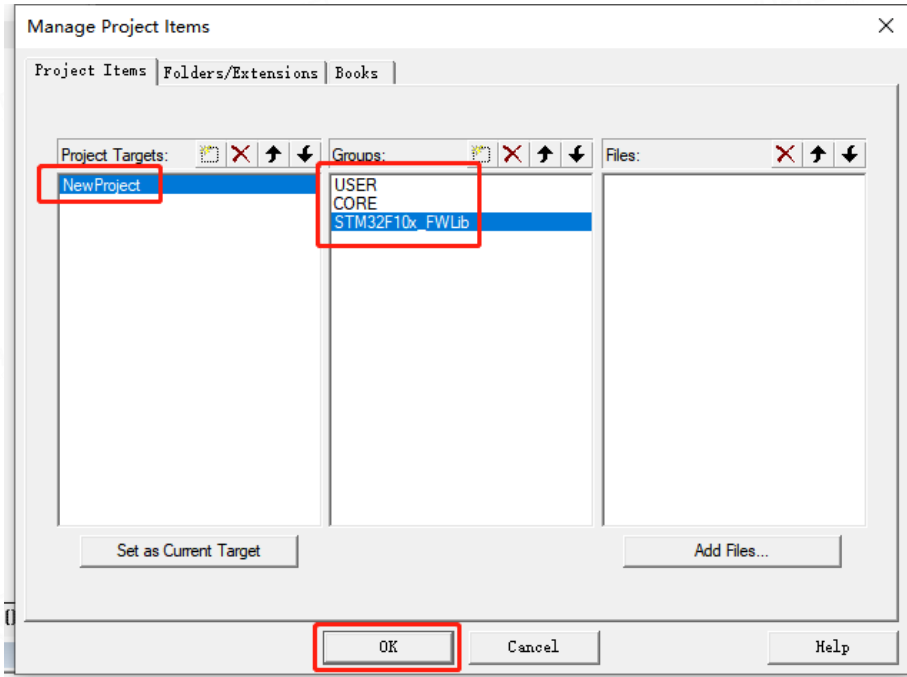 Manage Project Items
Project Items Folders/Extensions Books
Project Targets: Groups: Files:
NewProject USER
CORE
STM32F10x_FWLib
Set as Current Target Add Files...
OK Cancel Help